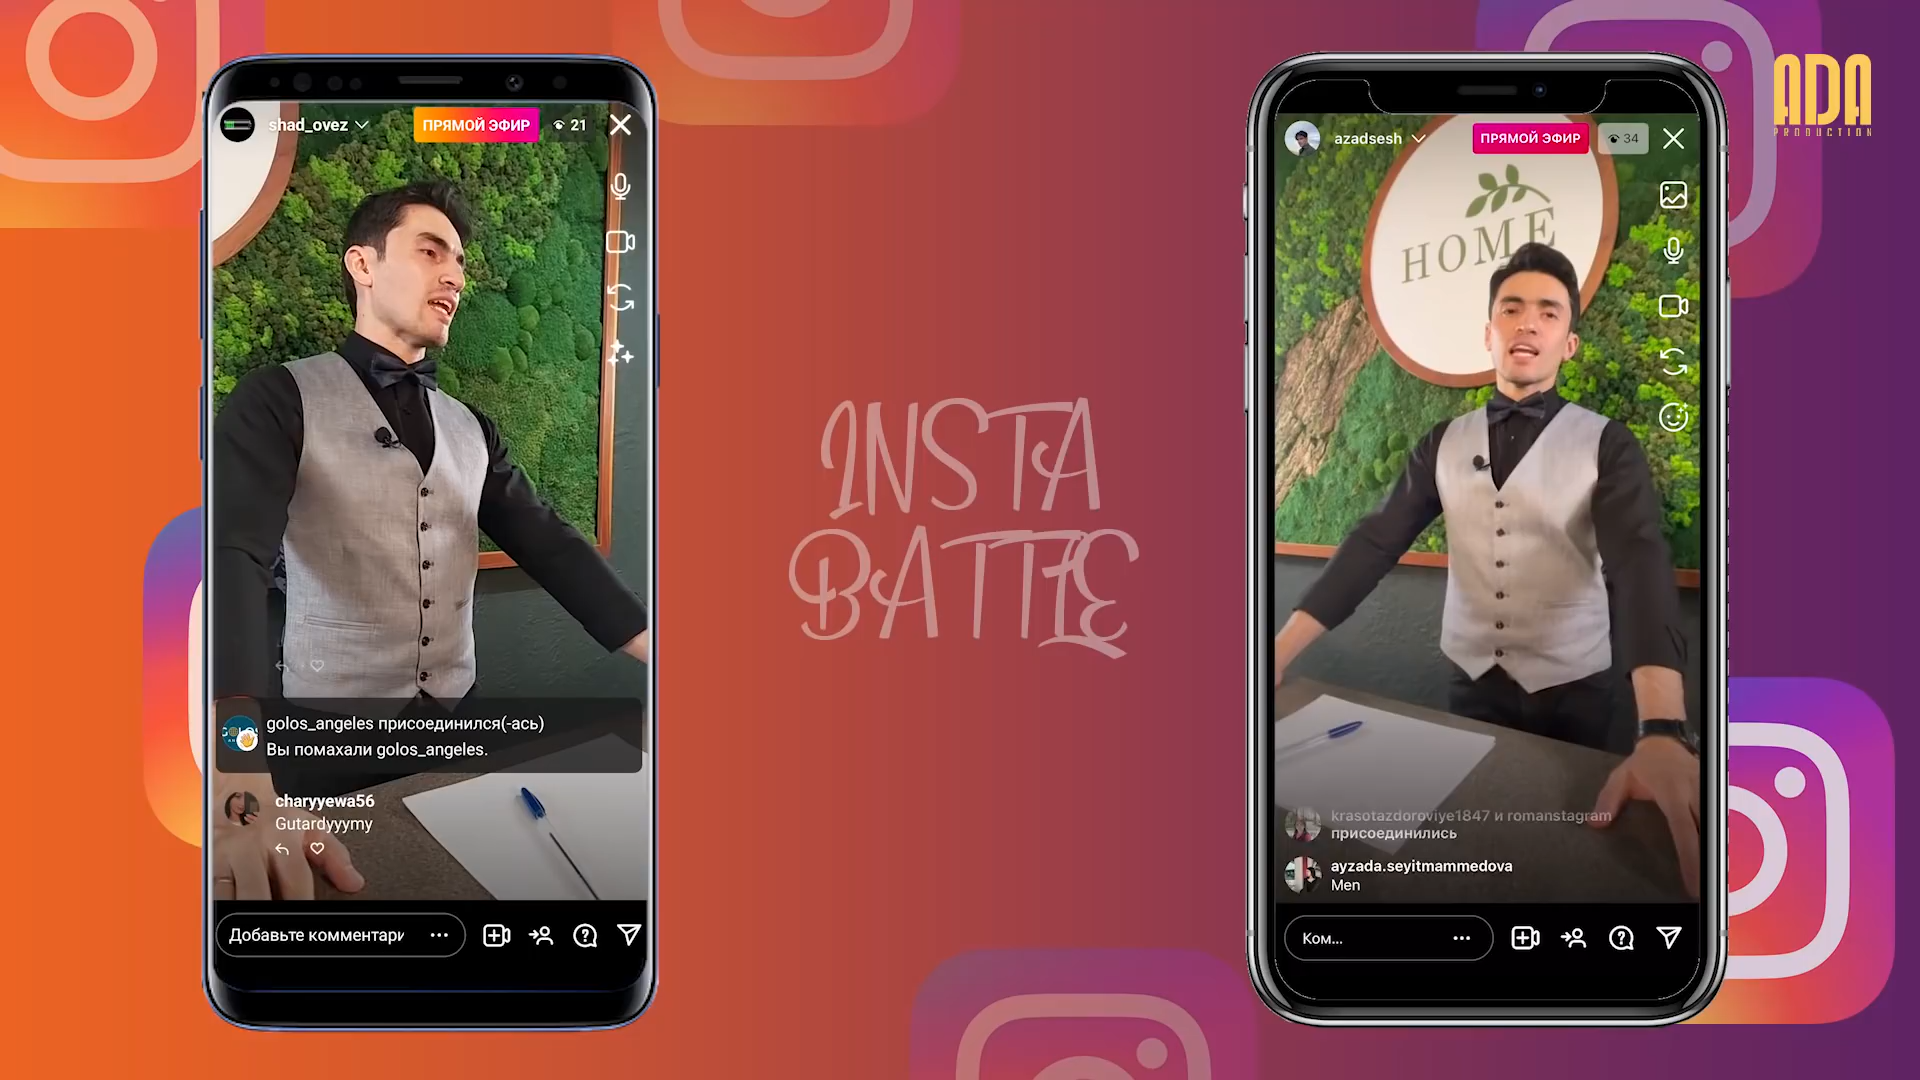 shad_ovez
ПРЯМОЙ ЭФИР
21
golos_angeles присоединился(-ась)
Вы помахали golos_angeles.
charyyewa56
Gutardyyymy
Добавьте комментари
INSTA
BATTLE
azadsesh
ПРЯМОЙ ЭФИР
34
HOME
krasotazdoroviye1847 и romanstagram
присоединились
ayzada.seyitmammedova
Men
Ком...
ADA
PRODUCTION